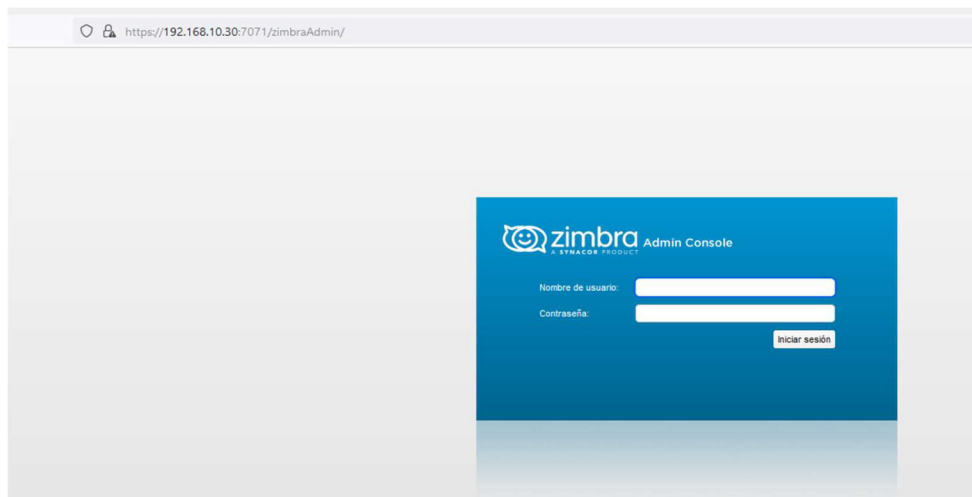 https://192.168.10.30:7071/zimbraAdmin/
zimbra Admin Console
A SYNACOR PRODUCT
Nombre de usuario:
Contraseña:
Iniciar sesión